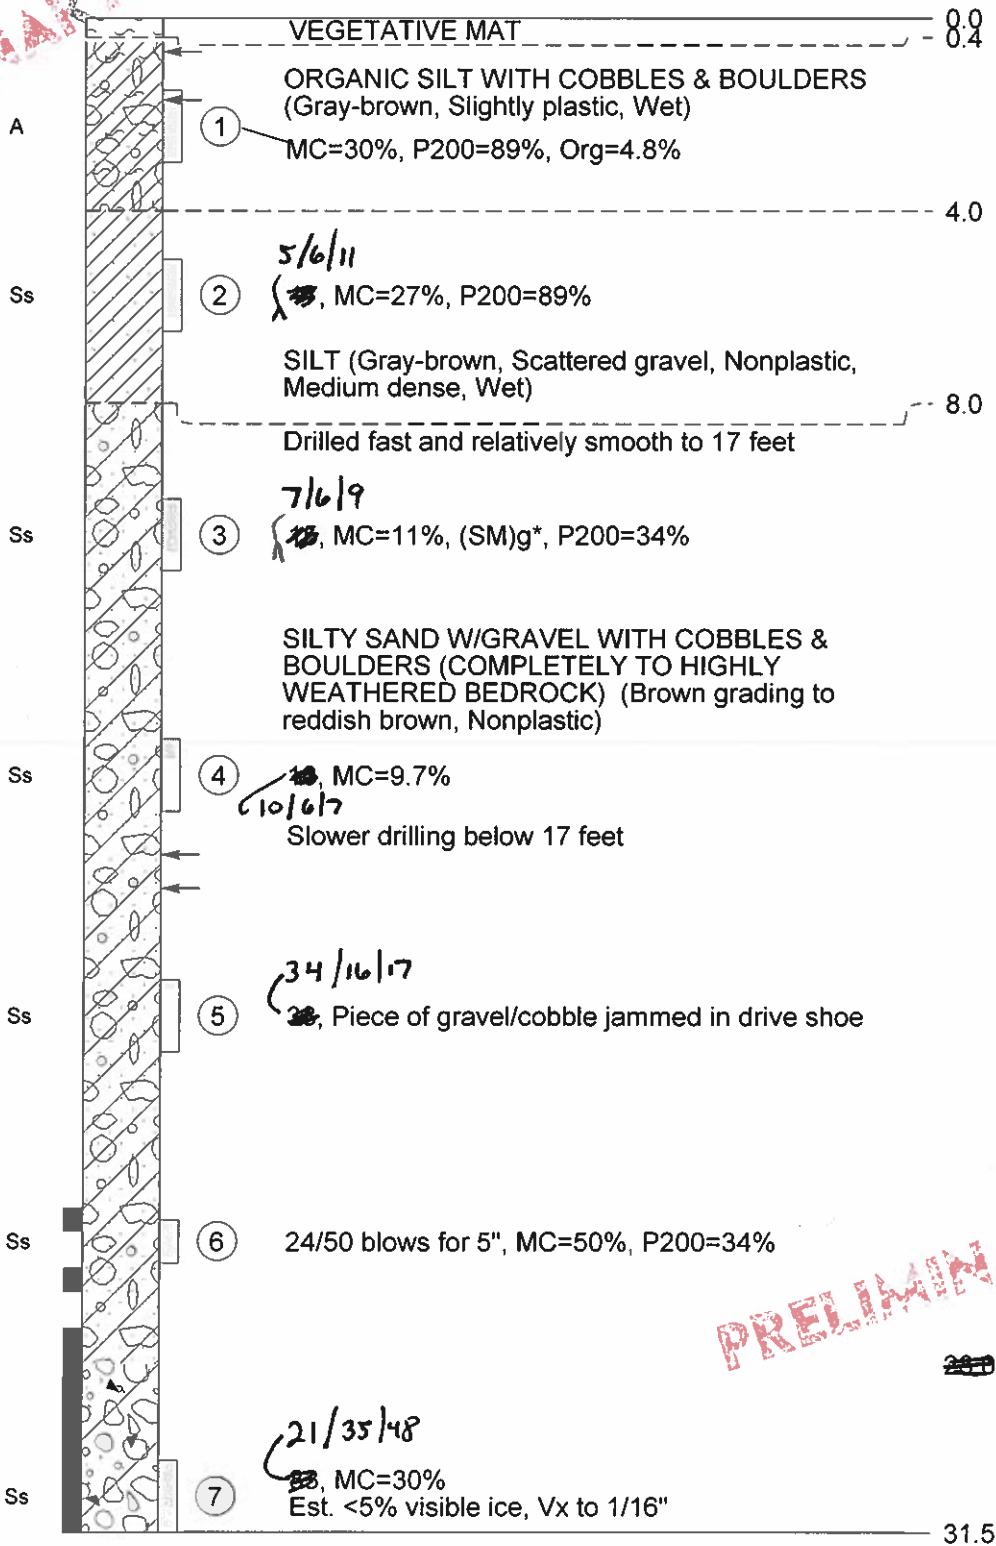 0.0
VEGETATIVE MAT
0.4
ORGANIC SILT WITH COBBLES & BOULDERS
(Gray-brown, Slightly plastic, Wet)
A 1
MC=30%, P200=89%, Org=4.8%
4.0
5/6/11
Ss 2 , MC=27%, P200=89%
SILT (Gray-brown, Scattered gravel, Nonplastic,
Medium dense, Wet)
8.0
Drilled fast and relatively smooth to 17 feet
7/6/9
Ss 3 , MC=11%, (SM)g*, P200=34%
SILTY SAND W/GRAVEL WITH COBBLES &
BOULDERS (COMPLETELY TO HIGHLY
WEATHERED BEDROCK) (Brown grading to
reddish brown, Nonplastic)
Ss 4 , MC=9.7%
10/6/7
Slower drilling below 17 feet
34/16/17
Ss 5 , Piece of gravel/cobble jammed in drive shoe
Ss 6 24/50 blows for 5", MC=50%, P200=34%
PRELIMIN
21/35/48
Ss 7 , MC=30%
Est. <5% visible ice, Vx to 1/16"
31.5